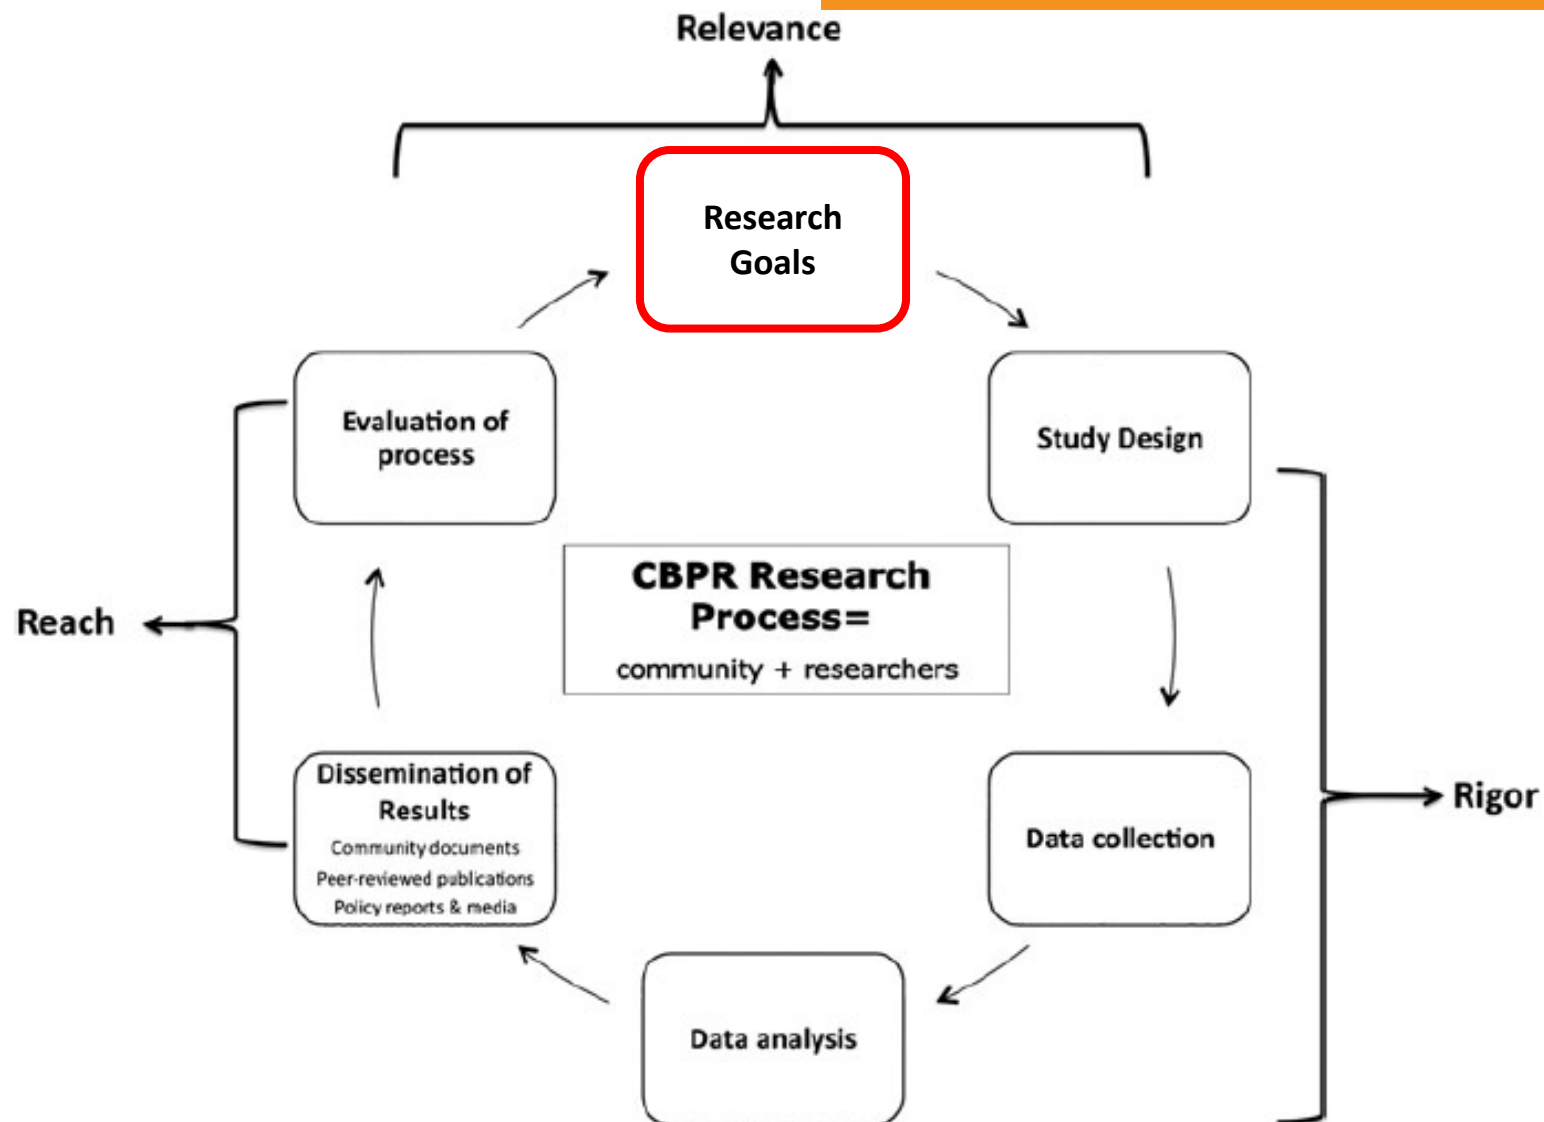 Relevance
Research
Goals
Evaluation of
process
Study Design
CBPR Research
Process=
community + researchers
Reach
Dissemination of
Results
Community documents
Peer-reviewed publications
Policy reports & media
Data collection
Rigor
Data analysis